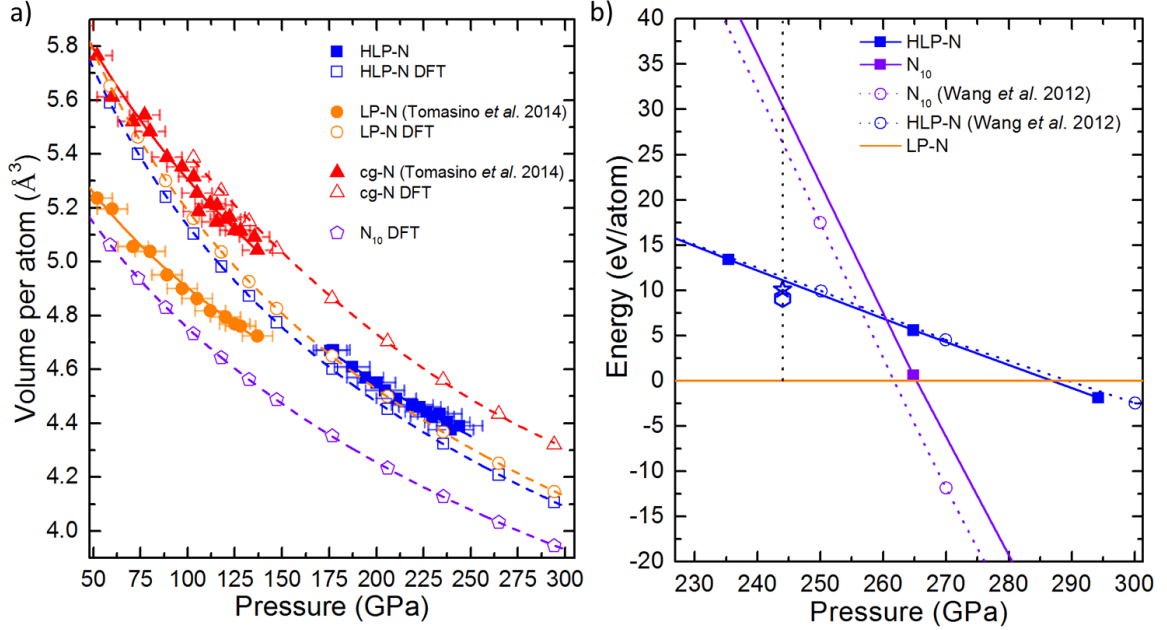 a)
Volume per atom (Å³)
5.8
5.6
5.4
5.2
5.0
4.8
4.6
4.4
4.2
4.0
HLP-N
HLP-N DFT
LP-N (Tomasino et al. 2014)
LP-N DFT
cg-N (Tomasino et al. 2014)
cg-N DFT
N₁₀ DFT
50 75 100 125 150 175 200 225 250 275 300
Pressure (GPa)
b)
Energy (eV/atom)
40
35
30
25
20
15
10
5
0
-5
-10
-15
-20
HLP-N
N₁₀
N₁₀ (Wang et al. 2012)
HLP-N (Wang et al. 2012)
LP-N
230 240 250 260 270 280 290 300
Pressure (GPa)